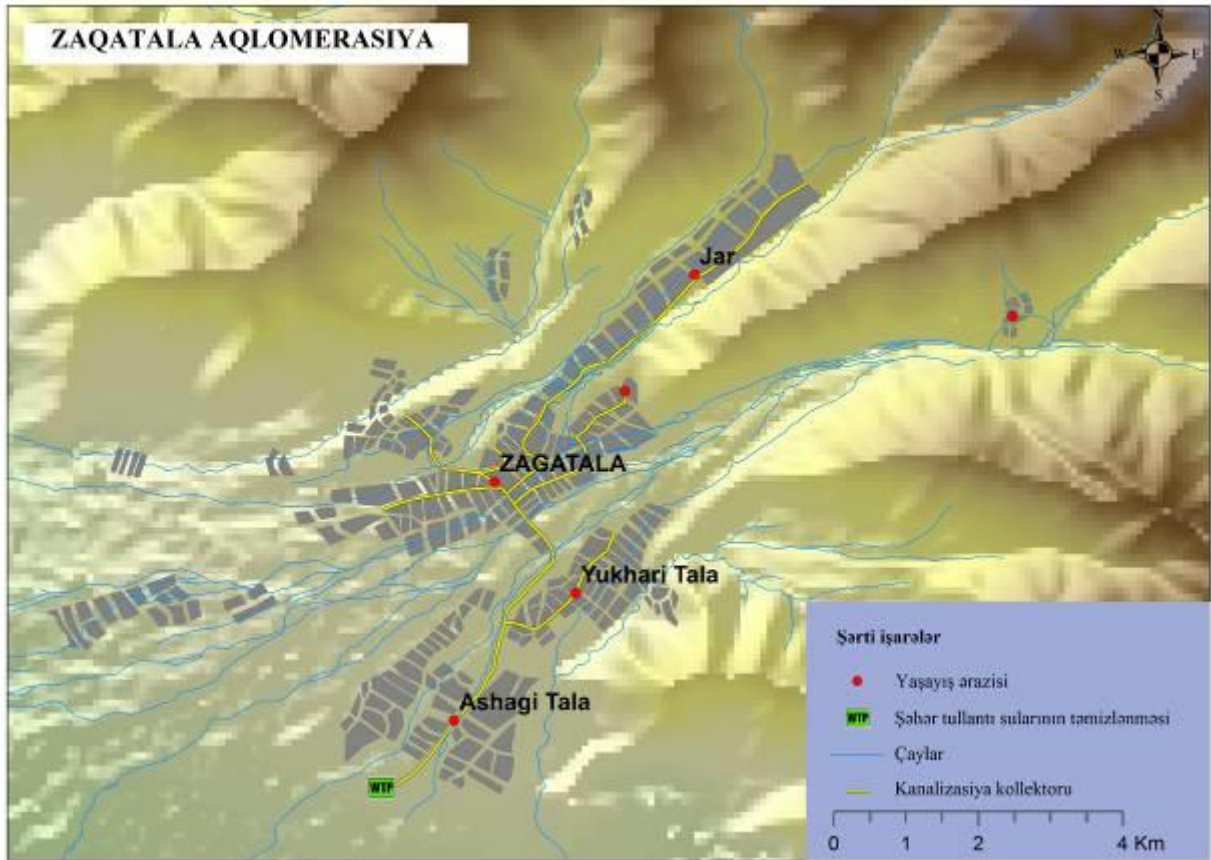 ZAQATALA AQLOMERASIYA
N
W E
S
Jar
ZAGATALA
Yukhari Tala
Ashagi Tala
WTP
Şərti işarələr
Yaşayış ərazisi
WTP Şəhər tullantı sularının təmizlənməsi
Çaylar
Kanalizasiya kollektoru
0 1 2 4 Km